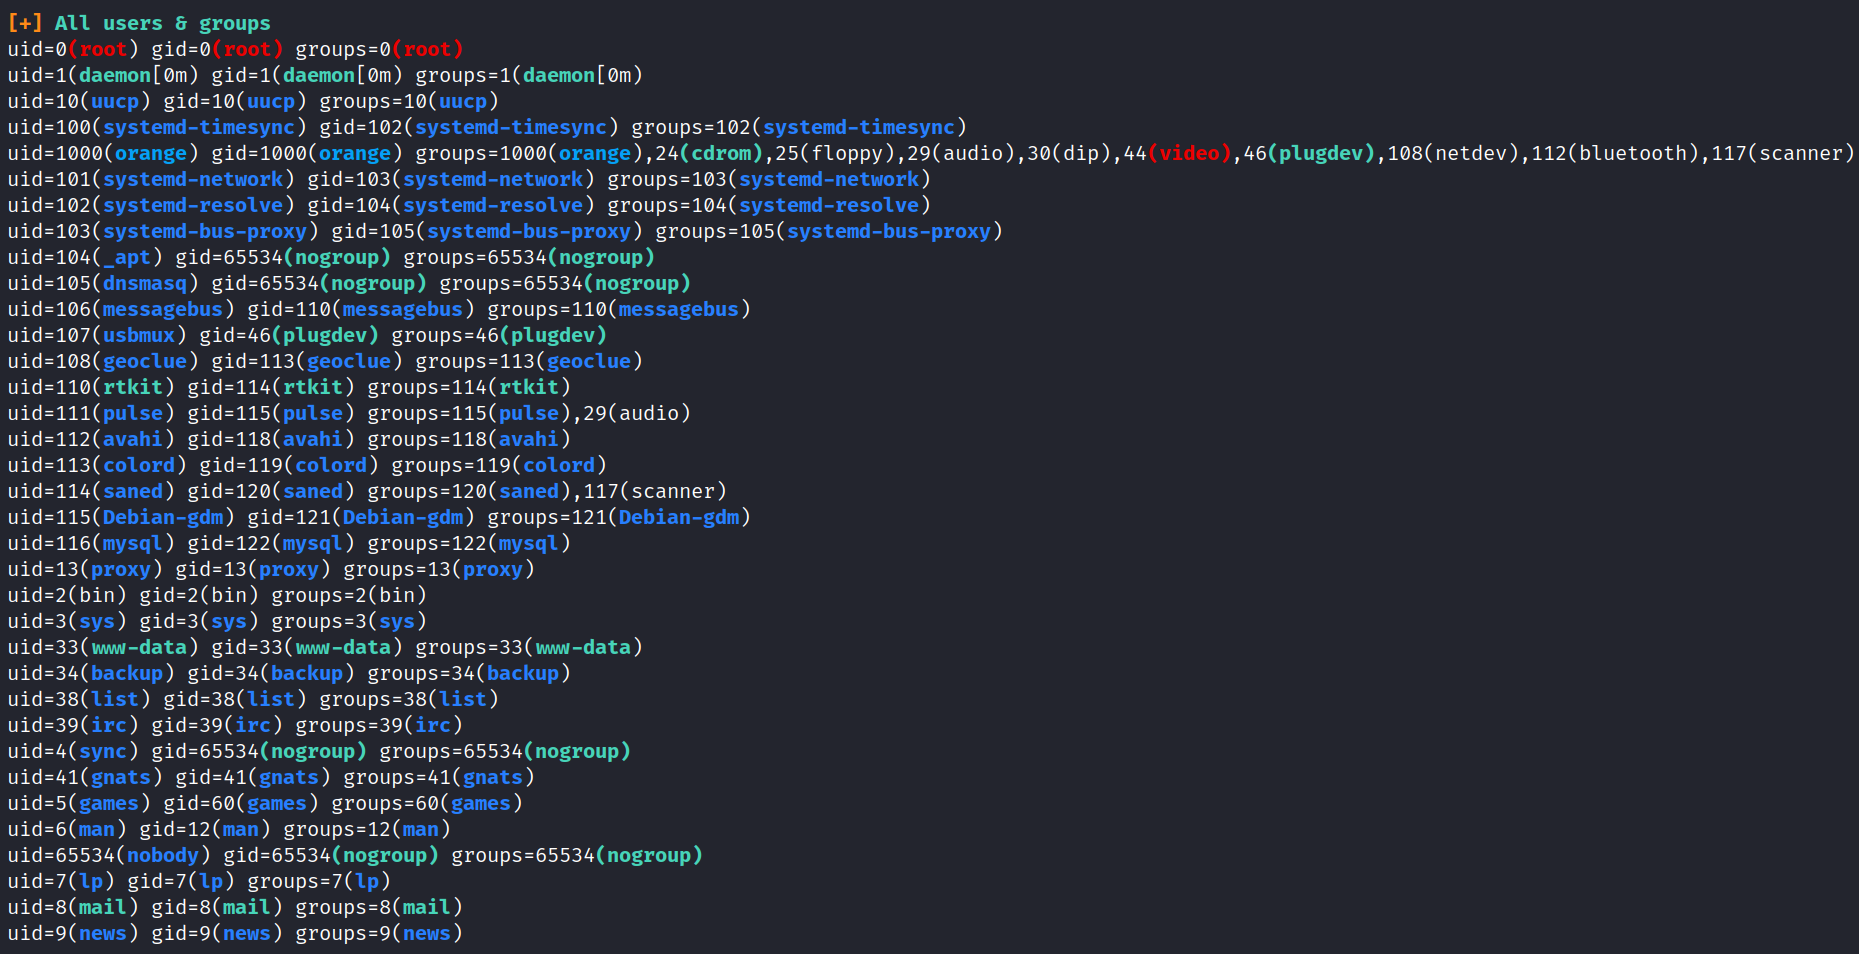 [+] All users & groups
uid=0(root) gid=0(root) groups=0(root)
uid=1(daemon[0m) gid=1(daemon[0m) groups=1(daemon[0m)
uid=10(uucp) gid=10(uucp) groups=10(uucp)
uid=100(systemd-timesync) gid=102(systemd-timesync) groups=102(systemd-timesync)
uid=1000(orange) gid=1000(orange) groups=1000(orange),24(cdrom),25(floppy),29(audio),30(dip),44(video),46(plugdev),108(netdev),112(bluetooth),117(scanner)
uid=101(systemd-network) gid=103(systemd-network) groups=103(systemd-network)
uid=102(systemd-resolve) gid=104(systemd-resolve) groups=104(systemd-resolve)
uid=103(systemd-bus-proxy) gid=105(systemd-bus-proxy) groups=105(systemd-bus-proxy)
uid=104(_apt) gid=65534(nogroup) groups=65534(nogroup)
uid=105(dnsmasq) gid=65534(nogroup) groups=65534(nogroup)
uid=106(messagebus) gid=110(messagebus) groups=110(messagebus)
uid=107(usbmux) gid=46(plugdev) groups=46(plugdev)
uid=108(geoclue) gid=113(geoclue) groups=113(geoclue)
uid=110(rtkit) gid=114(rtkit) groups=114(rtkit)
uid=111(pulse) gid=115(pulse) groups=115(pulse),29(audio)
uid=112(avahi) gid=118(avahi) groups=118(avahi)
uid=113(colord) gid=119(colord) groups=119(colord)
uid=114(saned) gid=120(saned) groups=120(saned),117(scanner)
uid=115(Debian-gdm) gid=121(Debian-gdm) groups=121(Debian-gdm)
uid=116(mysql) gid=122(mysql) groups=122(mysql)
uid=13(proxy) gid=13(proxy) groups=13(proxy)
uid=2(bin) gid=2(bin) groups=2(bin)
uid=3(sys) gid=3(sys) groups=3(sys)
uid=33(www-data) gid=33(www-data) groups=33(www-data)
uid=34(backup) gid=34(backup) groups=34(backup)
uid=38(list) gid=38(list) groups=38(list)
uid=39(irc) gid=39(irc) groups=39(irc)
uid=4(sync) gid=65534(nogroup) groups=65534(nogroup)
uid=41(gnats) gid=41(gnats) groups=41(gnats)
uid=5(games) gid=60(games) groups=60(games)
uid=6(man) gid=12(man) groups=12(man)
uid=65534(nobody) gid=65534(nogroup) groups=65534(nogroup)
uid=7(lp) gid=7(lp) groups=7(lp)
uid=8(mail) gid=8(mail) groups=8(mail)
uid=9(news) gid=9(news) groups=9(news)